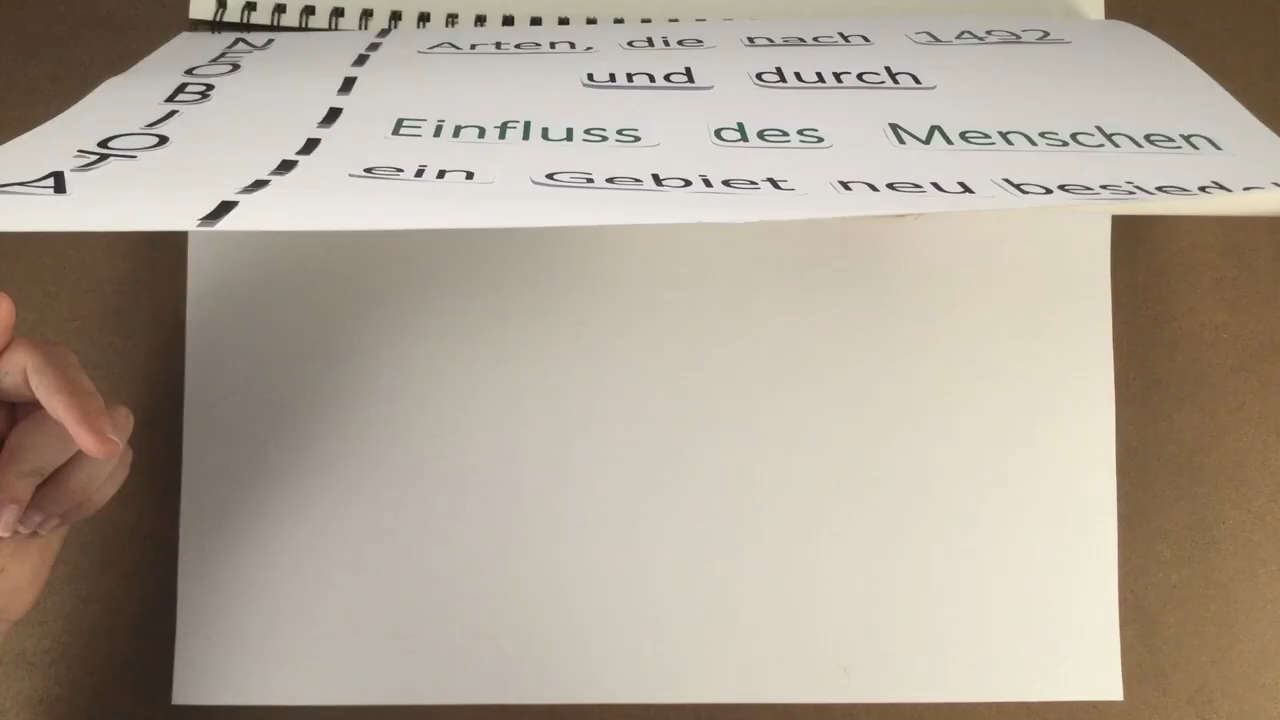 NEOBIOTA
Arten, die nach 1492
und durch
Einfluss des Menschen
ein Gebiet neu